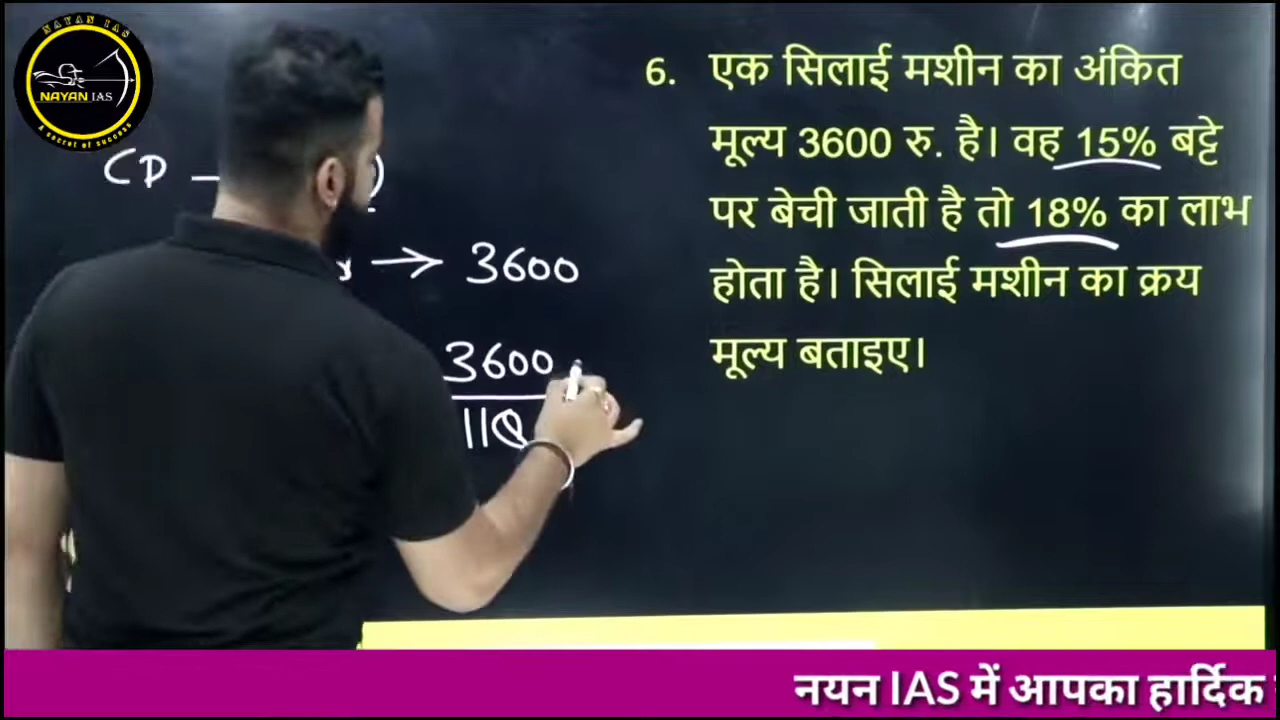 NAYAN IAS
NAYAN IAS
A secret of success
6. एक सिलाई मशीन का अंकित
मूल्य 3600 रु. है। वह 15% बट्टे
पर बेची जाती है तो 18% का लाभ
होता है। सिलाई मशीन का क्रय
मूल्य बताइए।
CP –
→ 3600
3600
118
नयन IAS में आपका हार्दिक